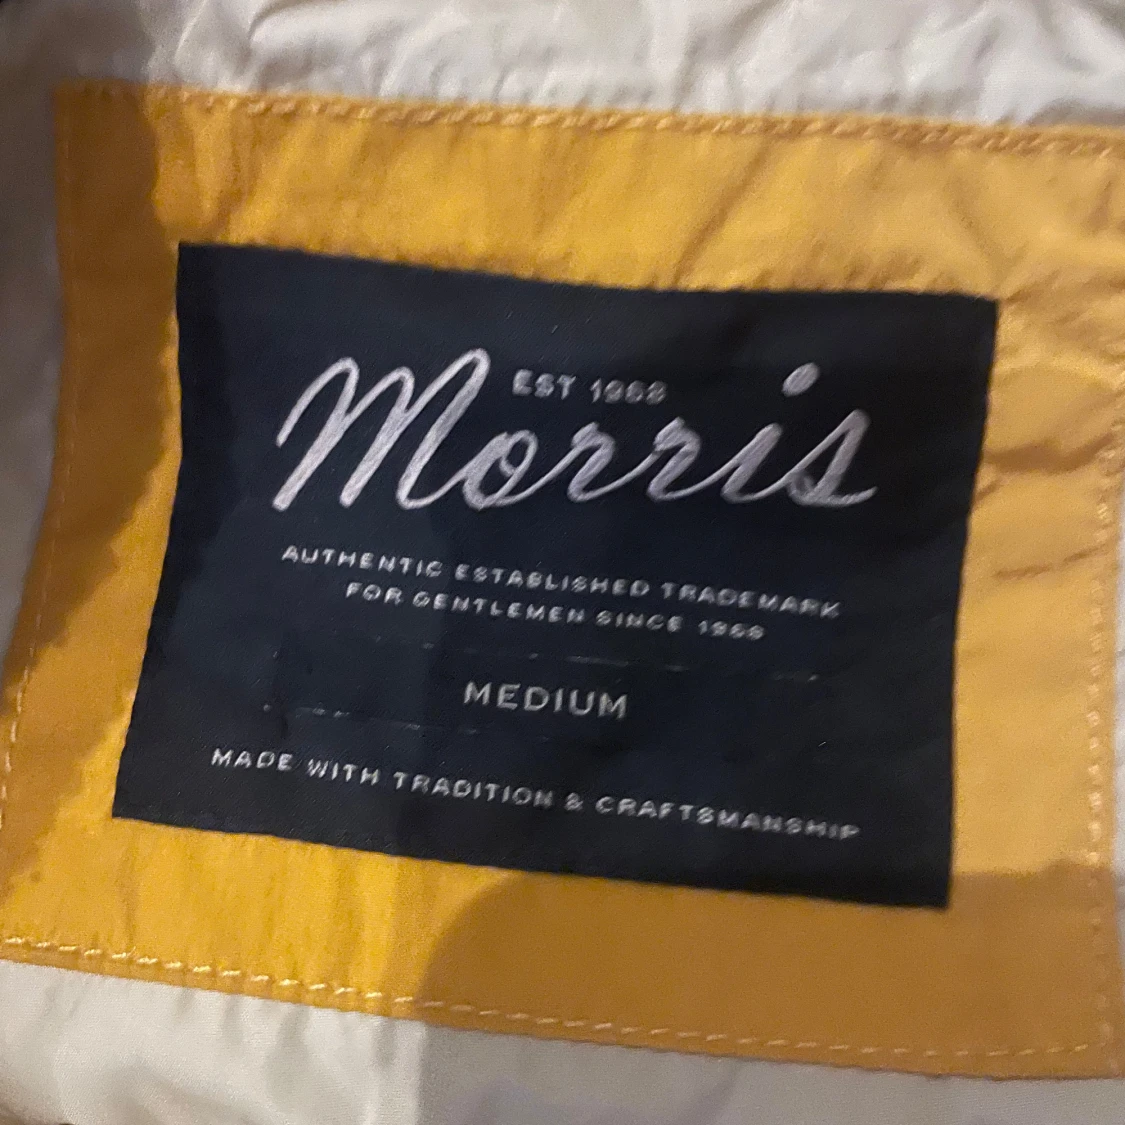 EST 1968
Morris
AUTHENTIC ESTABLISHED TRADEMARK
FOR GENTLEMEN SINCE 1968
MEDIUM
MADE WITH TRADITION & CRAFTSMANSHIP